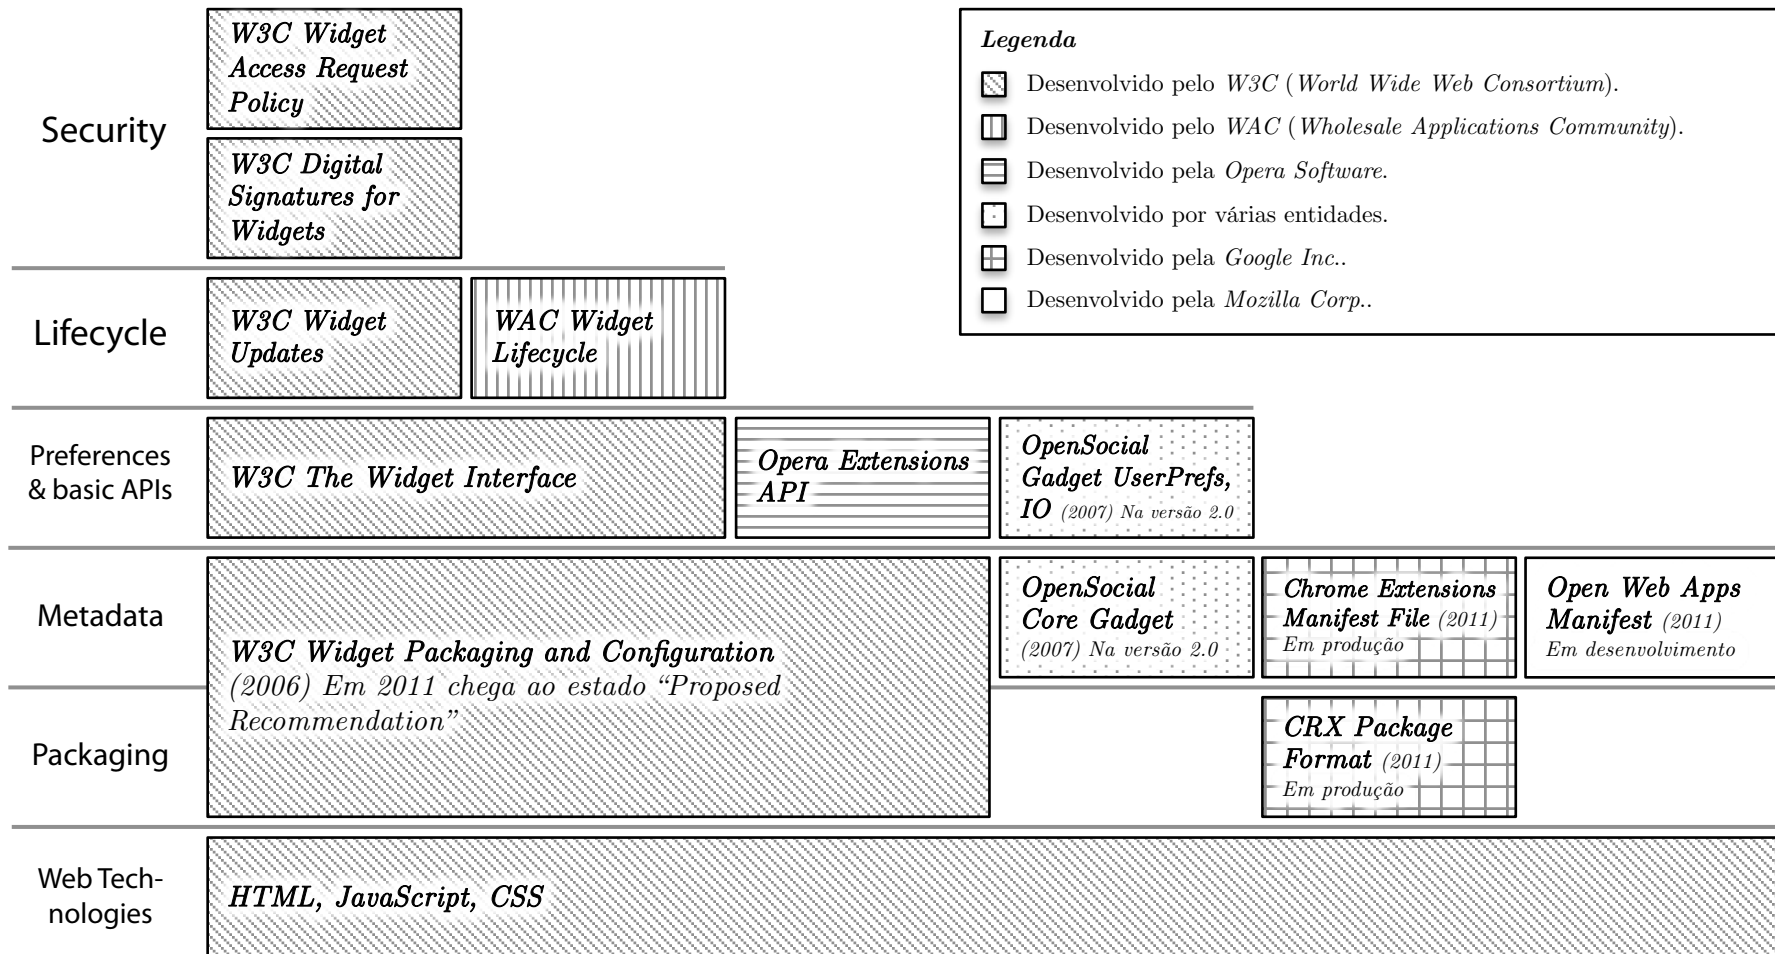 Security
W3C Widget
Access Request
Policy
W3C Digital
Signatures for
Widgets
Legenda
Desenvolvido pelo W3C (World Wide Web Consortium).
Desenvolvido pelo WAC (Wholesale Applications Community).
Desenvolvido pela Opera Software.
Desenvolvido por várias entidades.
Desenvolvido pela Google Inc..
Desenvolvido pela Mozilla Corp..
Lifecycle
W3C Widget
Updates
WAC Widget
Lifecycle
Preferences
& basic APIs
W3C The Widget Interface
Opera Extensions
API
OpenSocial
Gadget UserPrefs,
IO (2007) Na versão 2.0
Metadata
W3C Widget Packaging and Configuration
(2006) Em 2011 chega ao estado “Proposed
Recommendation”
OpenSocial
Core Gadget
(2007) Na versão 2.0
Chrome Extensions
Manifest File (2011)
Em produção
Open Web Apps
Manifest (2011)
Em desenvolvimento
Packaging
CRX Package
Format (2011)
Em produção
Web Tech-
nologies
HTML, JavaScript, CSS